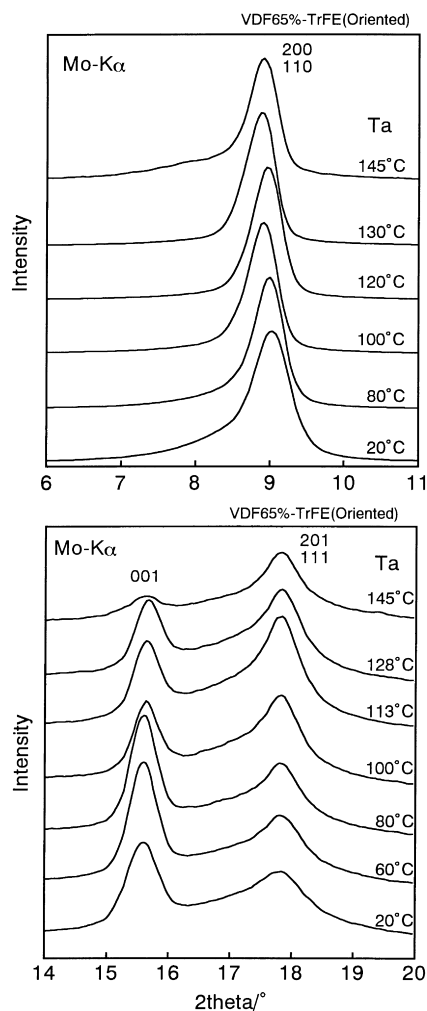 VDF65%-TrFE(Oriented)
Mo-Kα
200
110
Ta
145°C
130°C
120°C
100°C
80°C
20°C
Intensity
6 7 8 9 10 11
VDF65%-TrFE(Oriented)
Mo-Kα
201
111
001
Ta
145°C
128°C
113°C
100°C
80°C
60°C
20°C
Intensity
14 15 16 17 18 19 20
2theta/°